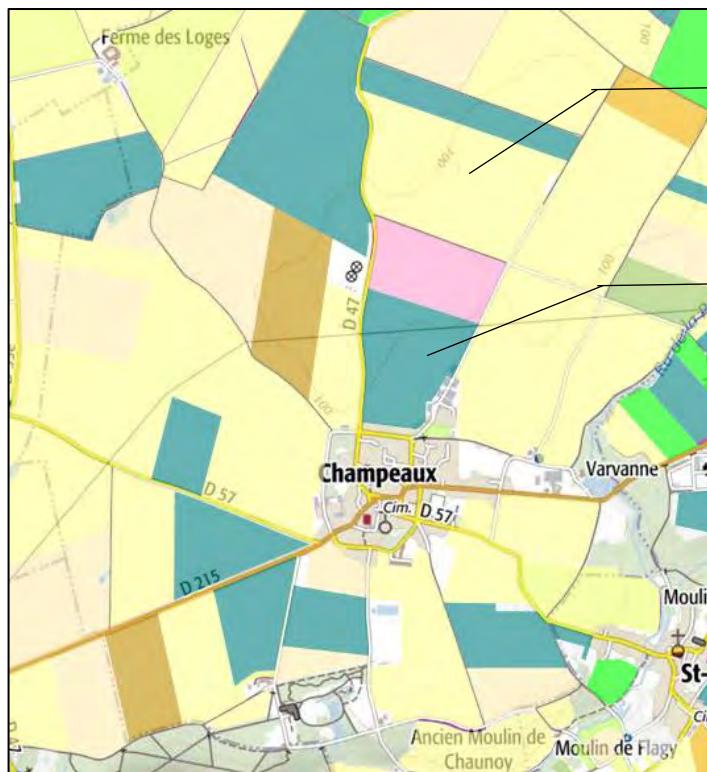 Ferme des Loges
100
100
100
D 47
100
D 57
Champeaux
Varvanne
Cim.
D 57
D 215
Mouli
St-
Ancien Moulin de
Chaunoy
Moulin de Flagy